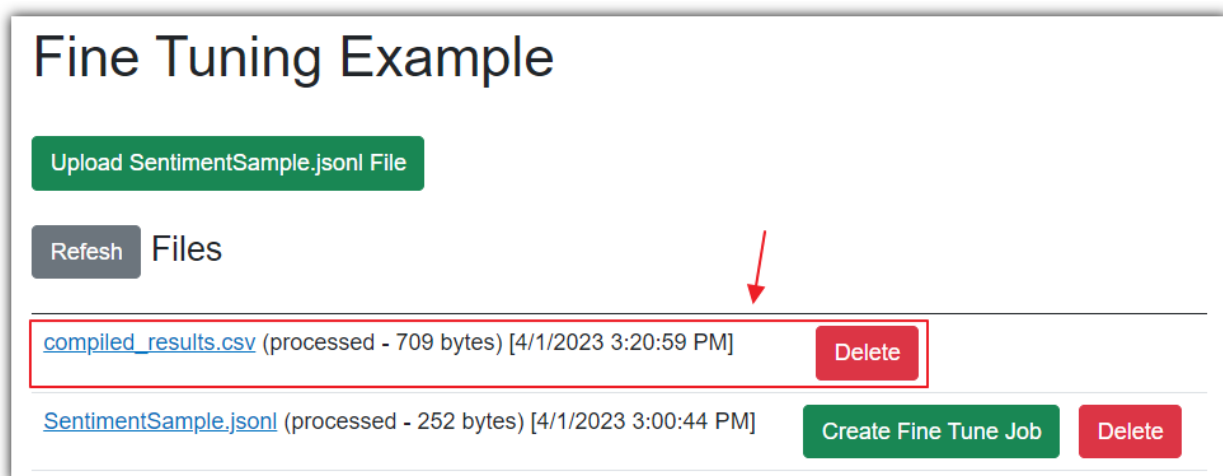 Fine Tuning Example
Upload SentimentSample.jsonl File
Refesh Files
compiled_results.csv (processed - 709 bytes) [4/1/2023 3:20:59 PM] Delete
SentimentSample.jsonl (processed - 252 bytes) [4/1/2023 3:00:44 PM] Create Fine Tune Job Delete